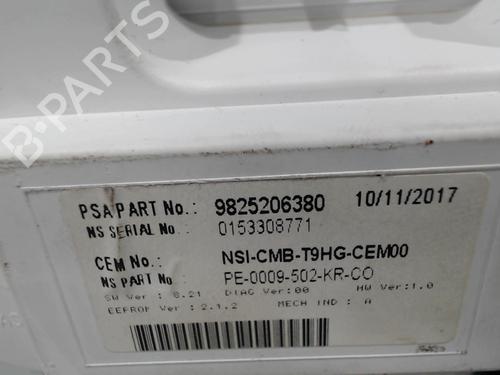 B-PARTS
PSA PART No.: 9825206380 10/11/2017
NS SERIAL No.: 0153308771
CEM No.: NSI-CMB-T9HG-CEM00
NS PART No: PE-0009-502-KR-CO
SW Ver : 8.21 DIAG Ver:00 HW Ver:1.0
EEPROM Ver : 2.1.2 MECH IND : A